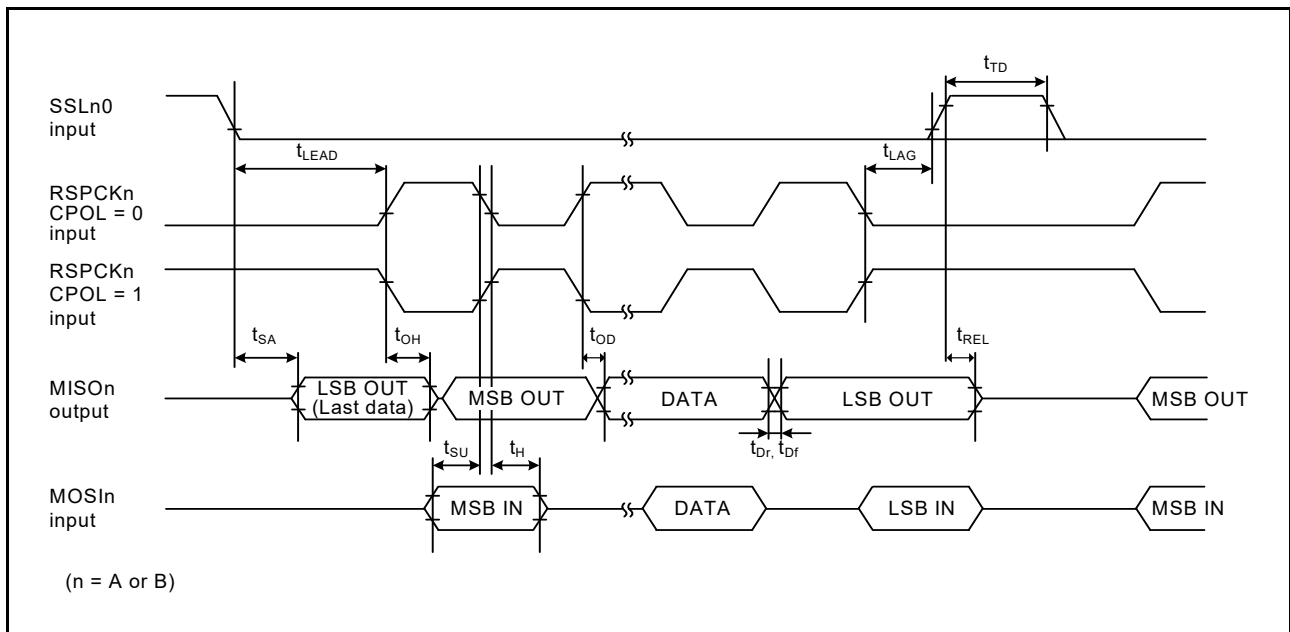 SSLn0
input
tTD
tLEAD
tLAG
RSPCKn
CPOL = 0
input
RSPCKn
CPOL = 1
input
tSA
tOH
tOD
tREL
MISOn
output
LSB OUT
(Last data)
MSB OUT
DATA
LSB OUT
MSB OUT
tSU
tH
tDr, tDf
MOSIn
input
MSB IN
DATA
LSB IN
MSB IN
(n = A or B)